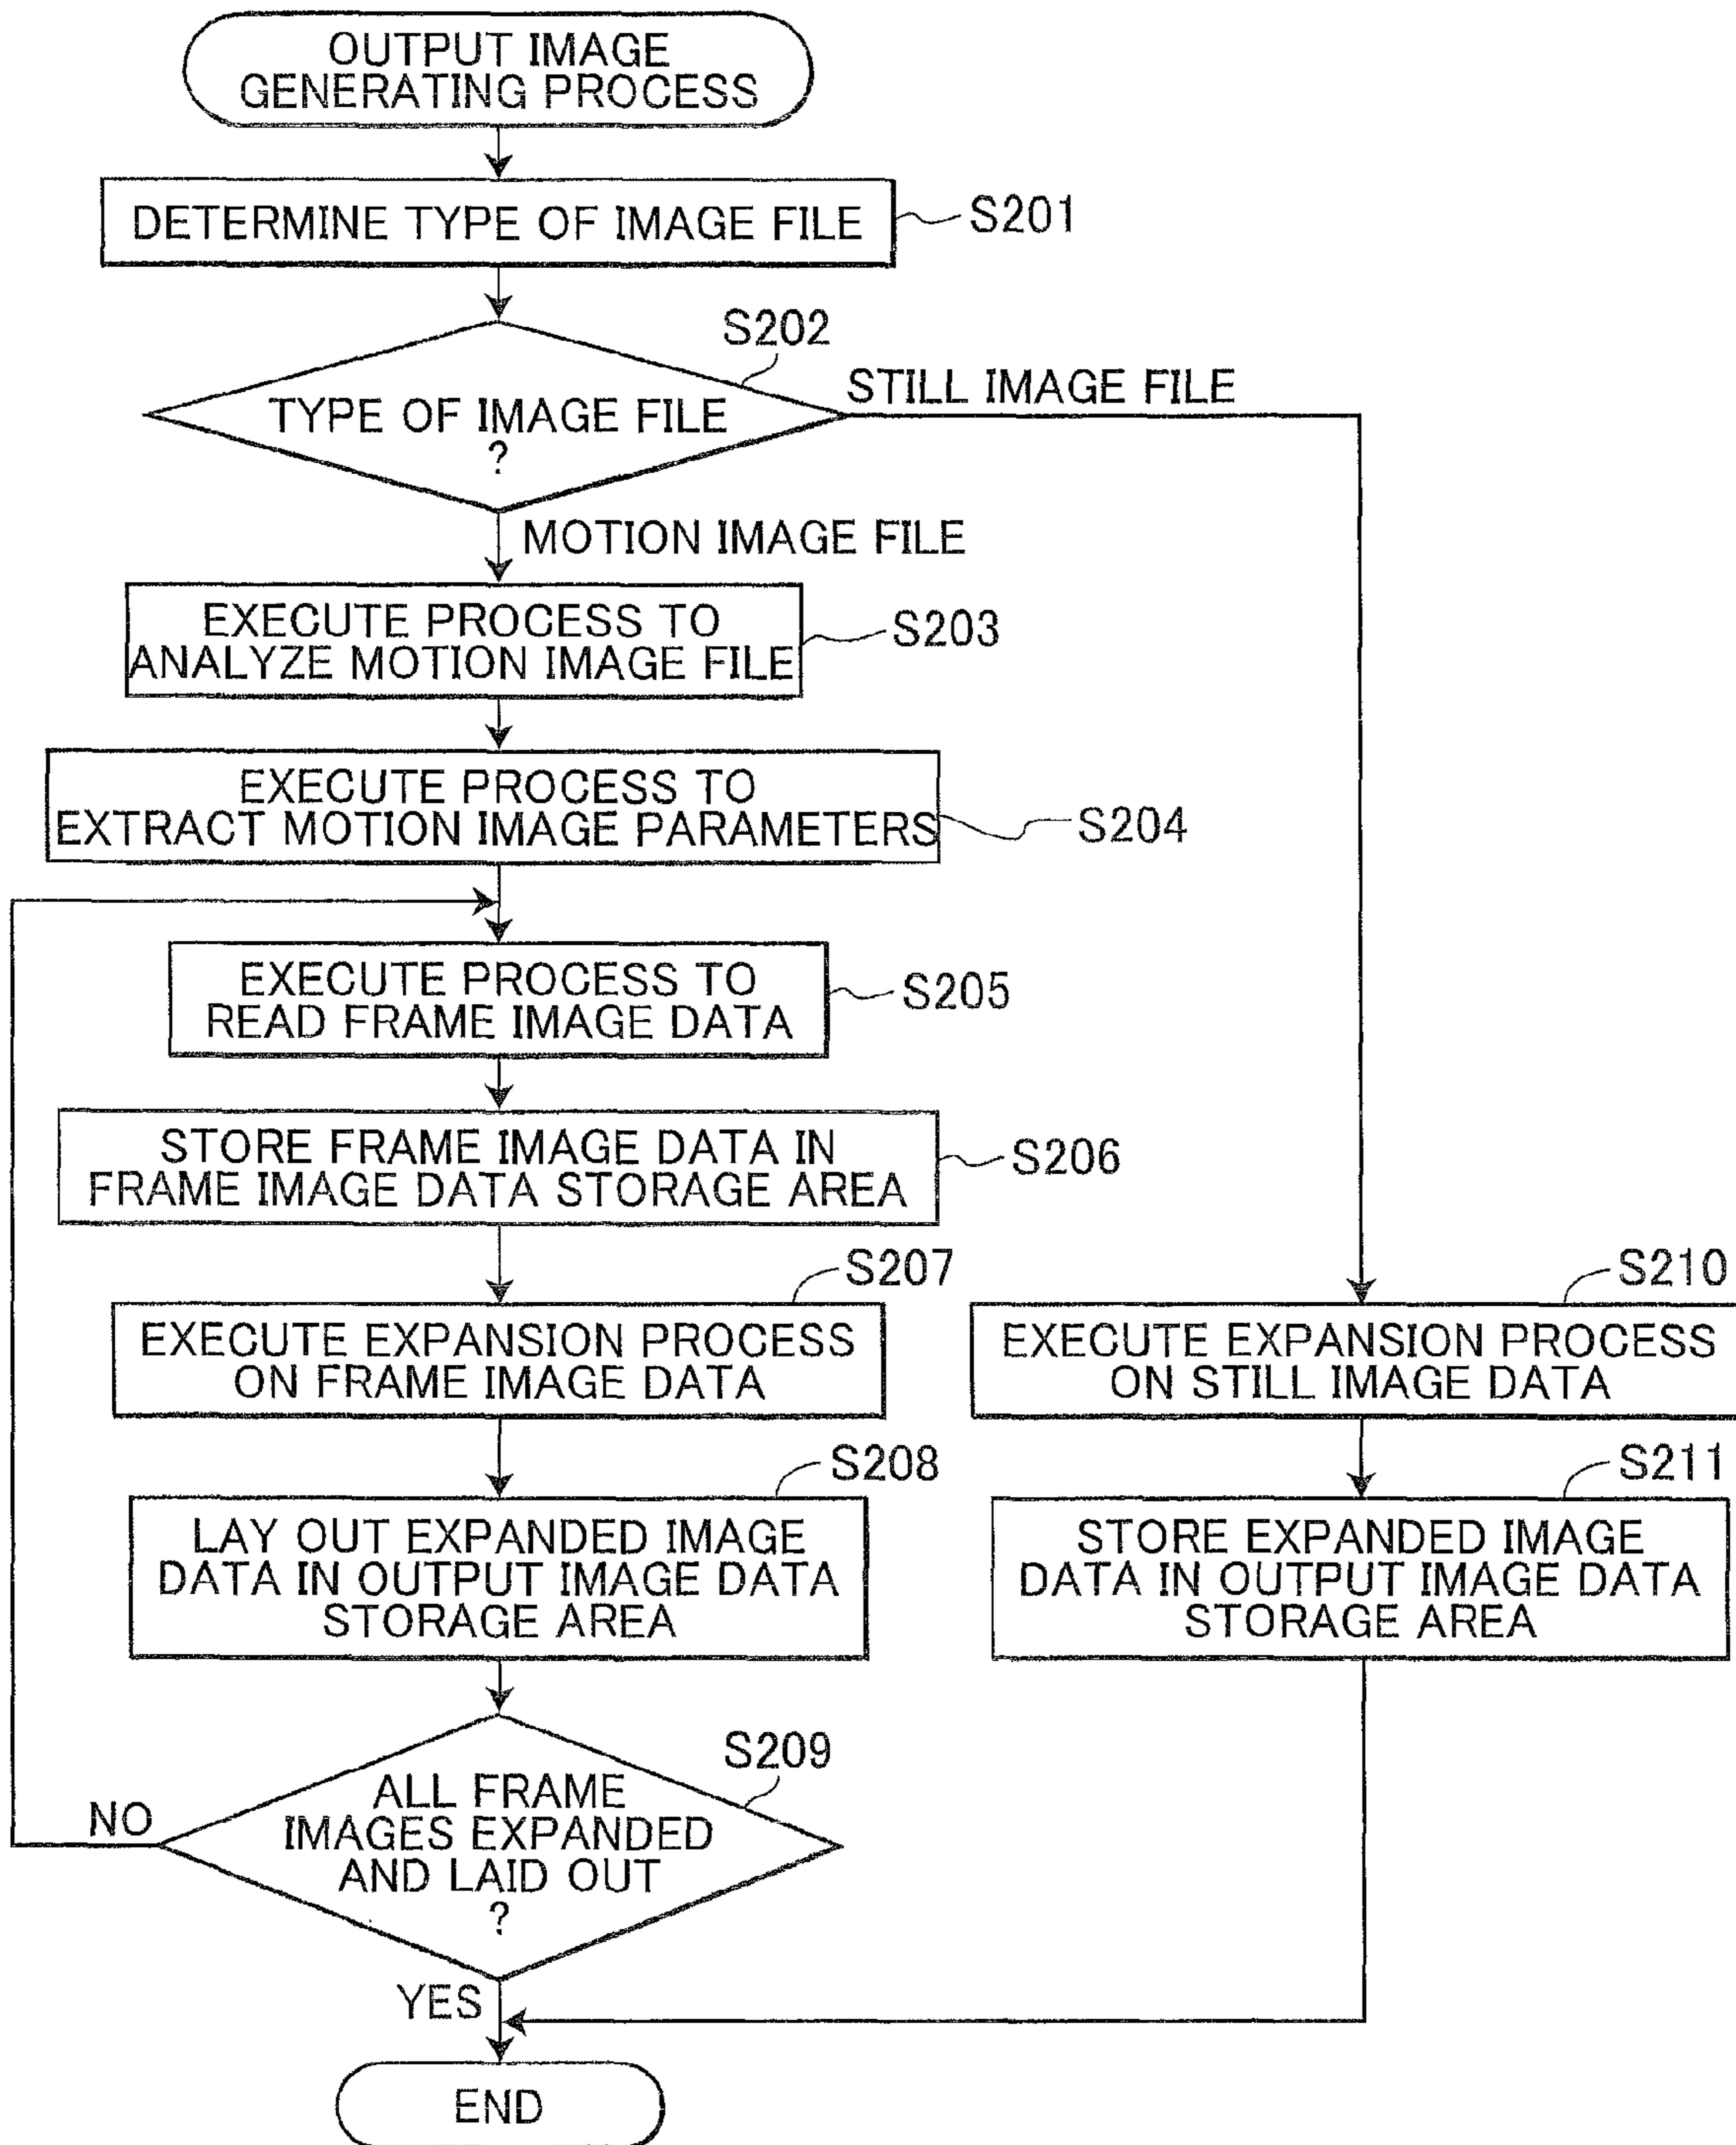 OUTPUT IMAGE
GENERATING PROCESS
DETERMINE TYPE OF IMAGE FILE
S201
S202
TYPE OF IMAGE FILE
?
STILL IMAGE FILE
MOTION IMAGE FILE
EXECUTE PROCESS TO
ANALYZE MOTION IMAGE FILE
S203
EXECUTE PROCESS TO
EXTRACT MOTION IMAGE PARAMETERS
S204
EXECUTE PROCESS TO
READ FRAME IMAGE DATA
S205
STORE FRAME IMAGE DATA IN
FRAME IMAGE DATA STORAGE AREA
S206
S207
EXECUTE EXPANSION PROCESS
ON FRAME IMAGE DATA
S210
EXECUTE EXPANSION PROCESS
ON STILL IMAGE DATA
S208
LAY OUT EXPANDED IMAGE
DATA IN OUTPUT IMAGE DATA
STORAGE AREA
S211
STORE EXPANDED IMAGE
DATA IN OUTPUT IMAGE DATA
STORAGE AREA
S209
ALL FRAME
IMAGES EXPANDED
AND LAID OUT
?
NO
YES
END